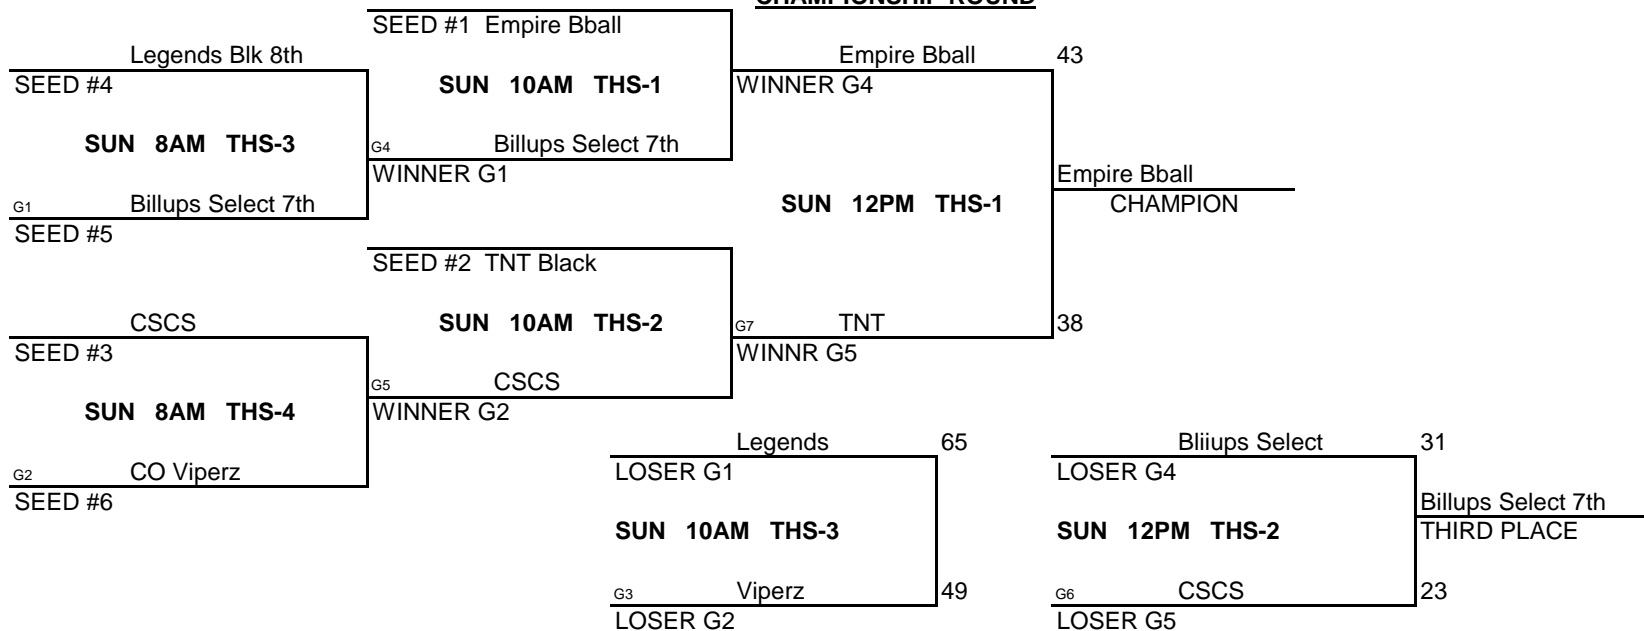 CHAMPIONSHIP ROUND
SEED #1 Empire Bball
Legends Blk 8th
Empire Bball 43
SEED #4
SUN 10AM THS-1
WINNER G4
SUN 8AM THS-3
G4 Billups Select 7th
WINNER G1
Empire Bball
G1 Billups Select 7th
SUN 12PM THS-1
CHAMPION
SEED #5
SEED #2 TNT Black
CSCS
SUN 10AM THS-2
G7 TNT 38
SEED #3
WINNR G5
G5 CSCS
SUN 8AM THS-4
WINNER G2
Legends 65
Bliiups Select 31
G2 CO Viperz
LOSER G1
LOSER G4
SEED #6
Billups Select 7th
SUN 10AM THS-3
SUN 12PM THS-2
THIRD PLACE
G3 Viperz 49
G6 CSCS 23
LOSER G2
LOSER G5